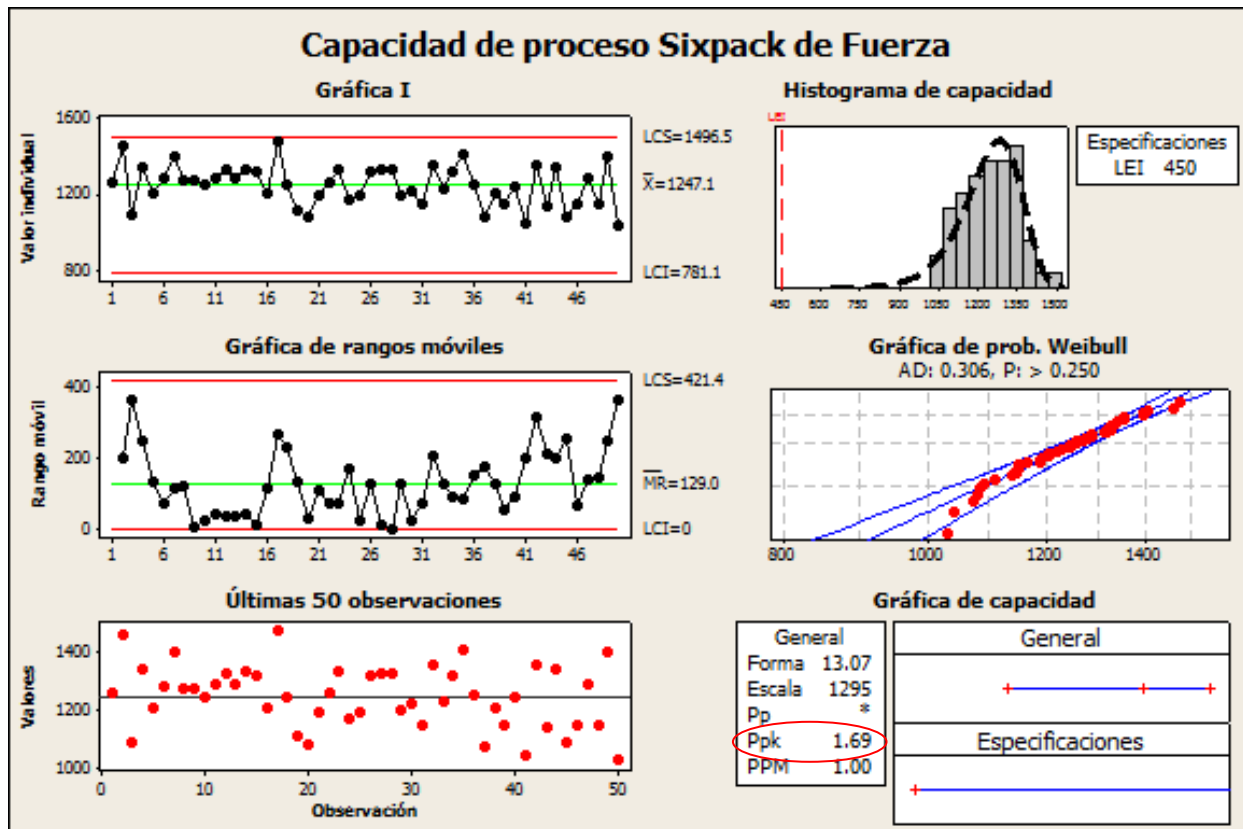 Capacidad de proceso Sixpack de Fuerza
Gráfica I
Valor individual
1600
1200
800
1 6 11 16 21 26 31 36 41 46
LCS=1496.5
X=1247.1
LCI=781.1
Histograma de capacidad
LEI
450 600 750 900 1050 1200 1350 1500
Especificaciones
LEI 450
Gráfica de rangos móviles
Rango móvil
400
200
0
1 6 11 16 21 26 31 36 41 46
LCS=421.4
MR=129.0
LCI=0
Gráfica de prob. Weibull
AD: 0.306, P: > 0.250
800 1000 1200 1400
Últimas 50 observaciones
Valores
1400
1200
1000
0 10 20 30 40 50
Observación
Gráfica de capacidad
General
Forma 13.07
Escala 1295
Pp *
Ppk 1.69
PPM 1.00
General
Especificaciones